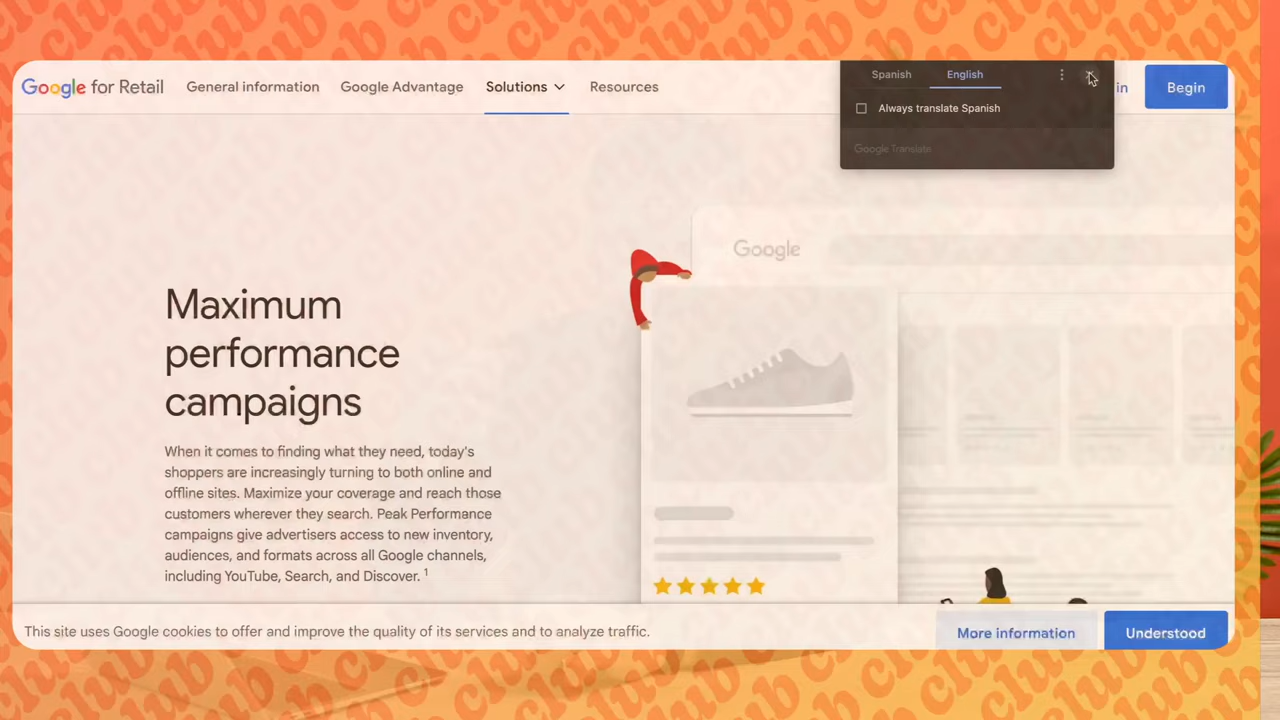 Google for Retail
General information
Google Advantage
Solutions
Resources
Spanish
English
in
Begin
Always translate Spanish
Google Translate
Google
Maximum
performance
campaigns
When it comes to finding what they need, today's
shoppers are increasingly turning to both online and
offline sites. Maximize your coverage and reach those
customers wherever they search. Peak Performance
campaigns give advertisers access to new inventory,
audiences, and formats across all Google channels,
including YouTube, Search, and Discover. 1
This site uses Google cookies to offer and improve the quality of its services and to analyze traffic.
More information
Understood
club